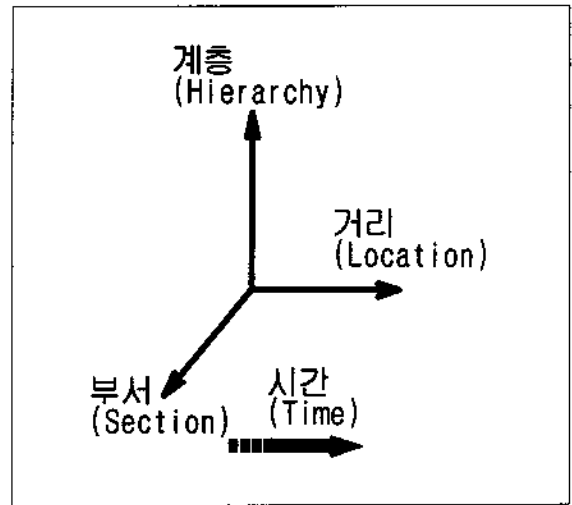 계층
(Hierarchy)
거리
(Location)
부서
(Section)
시간
(Time)